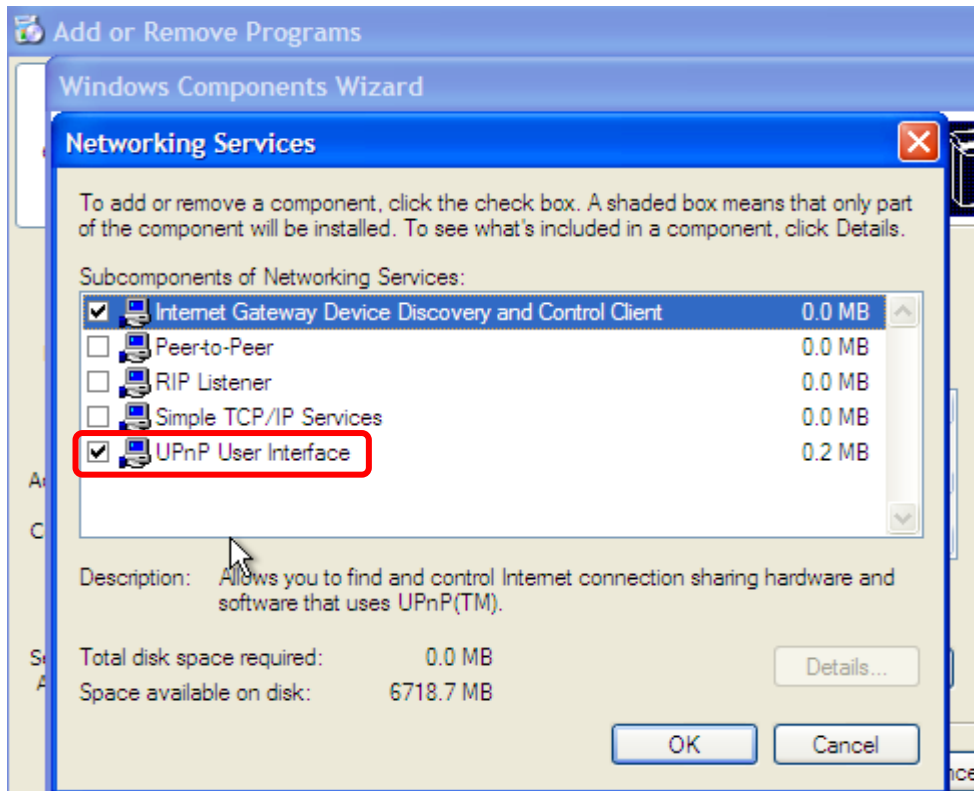 Add or Remove Programs
Windows Components Wizard
Networking Services
To add or remove a component, click the check box. A shaded box means that only part
of the component will be installed. To see what's included in a component, click Details.
Subcomponents of Networking Services:
Internet Gateway Device Discovery and Control Client 0.0 MB
Peer-to-Peer 0.0 MB
RIP Listener 0.0 MB
Simple TCP/IP Services 0.0 MB
UPnP User Interface 0.2 MB
Description: Allows you to find and control Internet connection sharing hardware and
software that uses UPnP(TM).
Total disk space required: 0.0 MB
Details...
Space available on disk: 6718.7 MB
OK Cancel